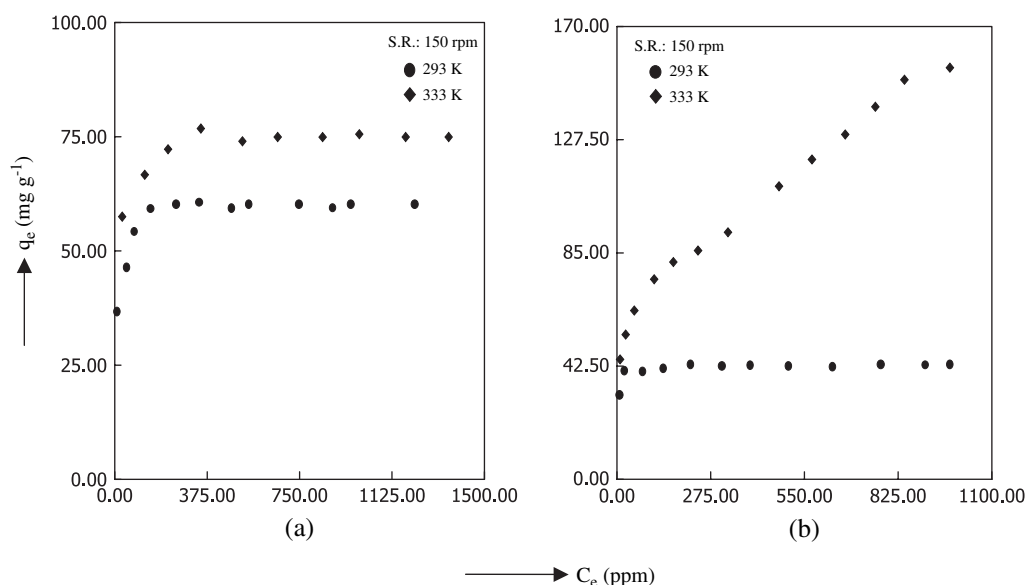 100.00
75.00
50.00
25.00
0.00
0.00 375.00 750.00 1125.00 1500.00
S.R.: 150 rpm
293 K
333 K
(a)
170.00
127.50
85.00
42.50
0.00
0.00 275.00 550.00 825.00 1100.00
S.R.: 150 rpm
293 K
333 K
(b)
qe (mg g-1)
Ce (ppm)